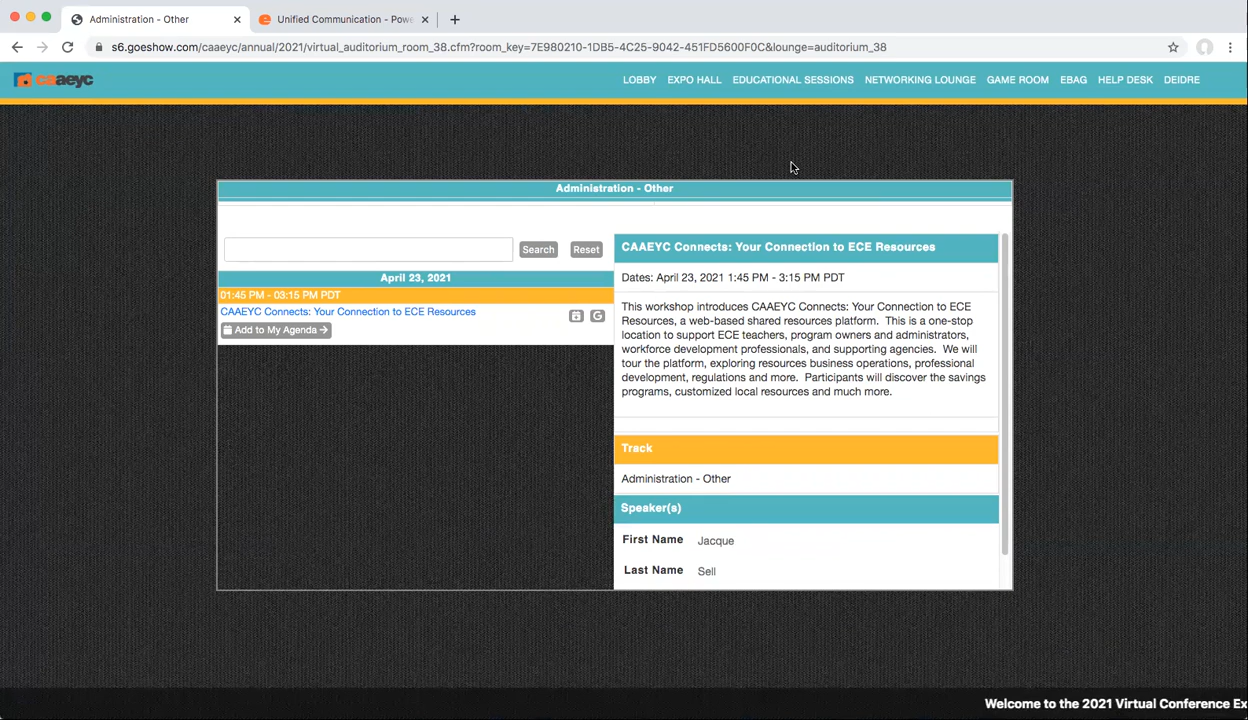 Administration - Other
Unified Communication - Powe
s6.goeshow.com/caaeyc/annual/2021/virtual_auditorium_room_38.cfm?room_key=7E980210-1DB5-4C25-9042-451FD5600F0C&lounge=auditorium_38
caaeyc
LOBBY EXPO HALL EDUCATIONAL SESSIONS NETWORKING LOUNGE GAME ROOM EBAG HELP DESK DEIDRE
Administration - Other
Search Reset
April 23, 2021
01:45 PM - 03:15 PM PDT
CAAEYC Connects: Your Connection to ECE Resources
G
Add to My Agenda
CAAEYC Connects: Your Connection to ECE Resources
Dates: April 23, 2021 1:45 PM - 3:15 PM PDT
This workshop introduces CAAEYC Connects: Your Connection to ECE
Resources, a web-based shared resources platform. This is a one-stop
location to support ECE teachers, program owners and administrators,
workforce development professionals, and supporting agencies. We will
tour the platform, exploring resources business operations, professional
development, regulations and more. Participants will discover the savings
programs, customized local resources and much more.
Track
Administration - Other
Speaker(s)
First Name Jacque
Last Name Sell
Welcome to the 2021 Virtual Conference Ex